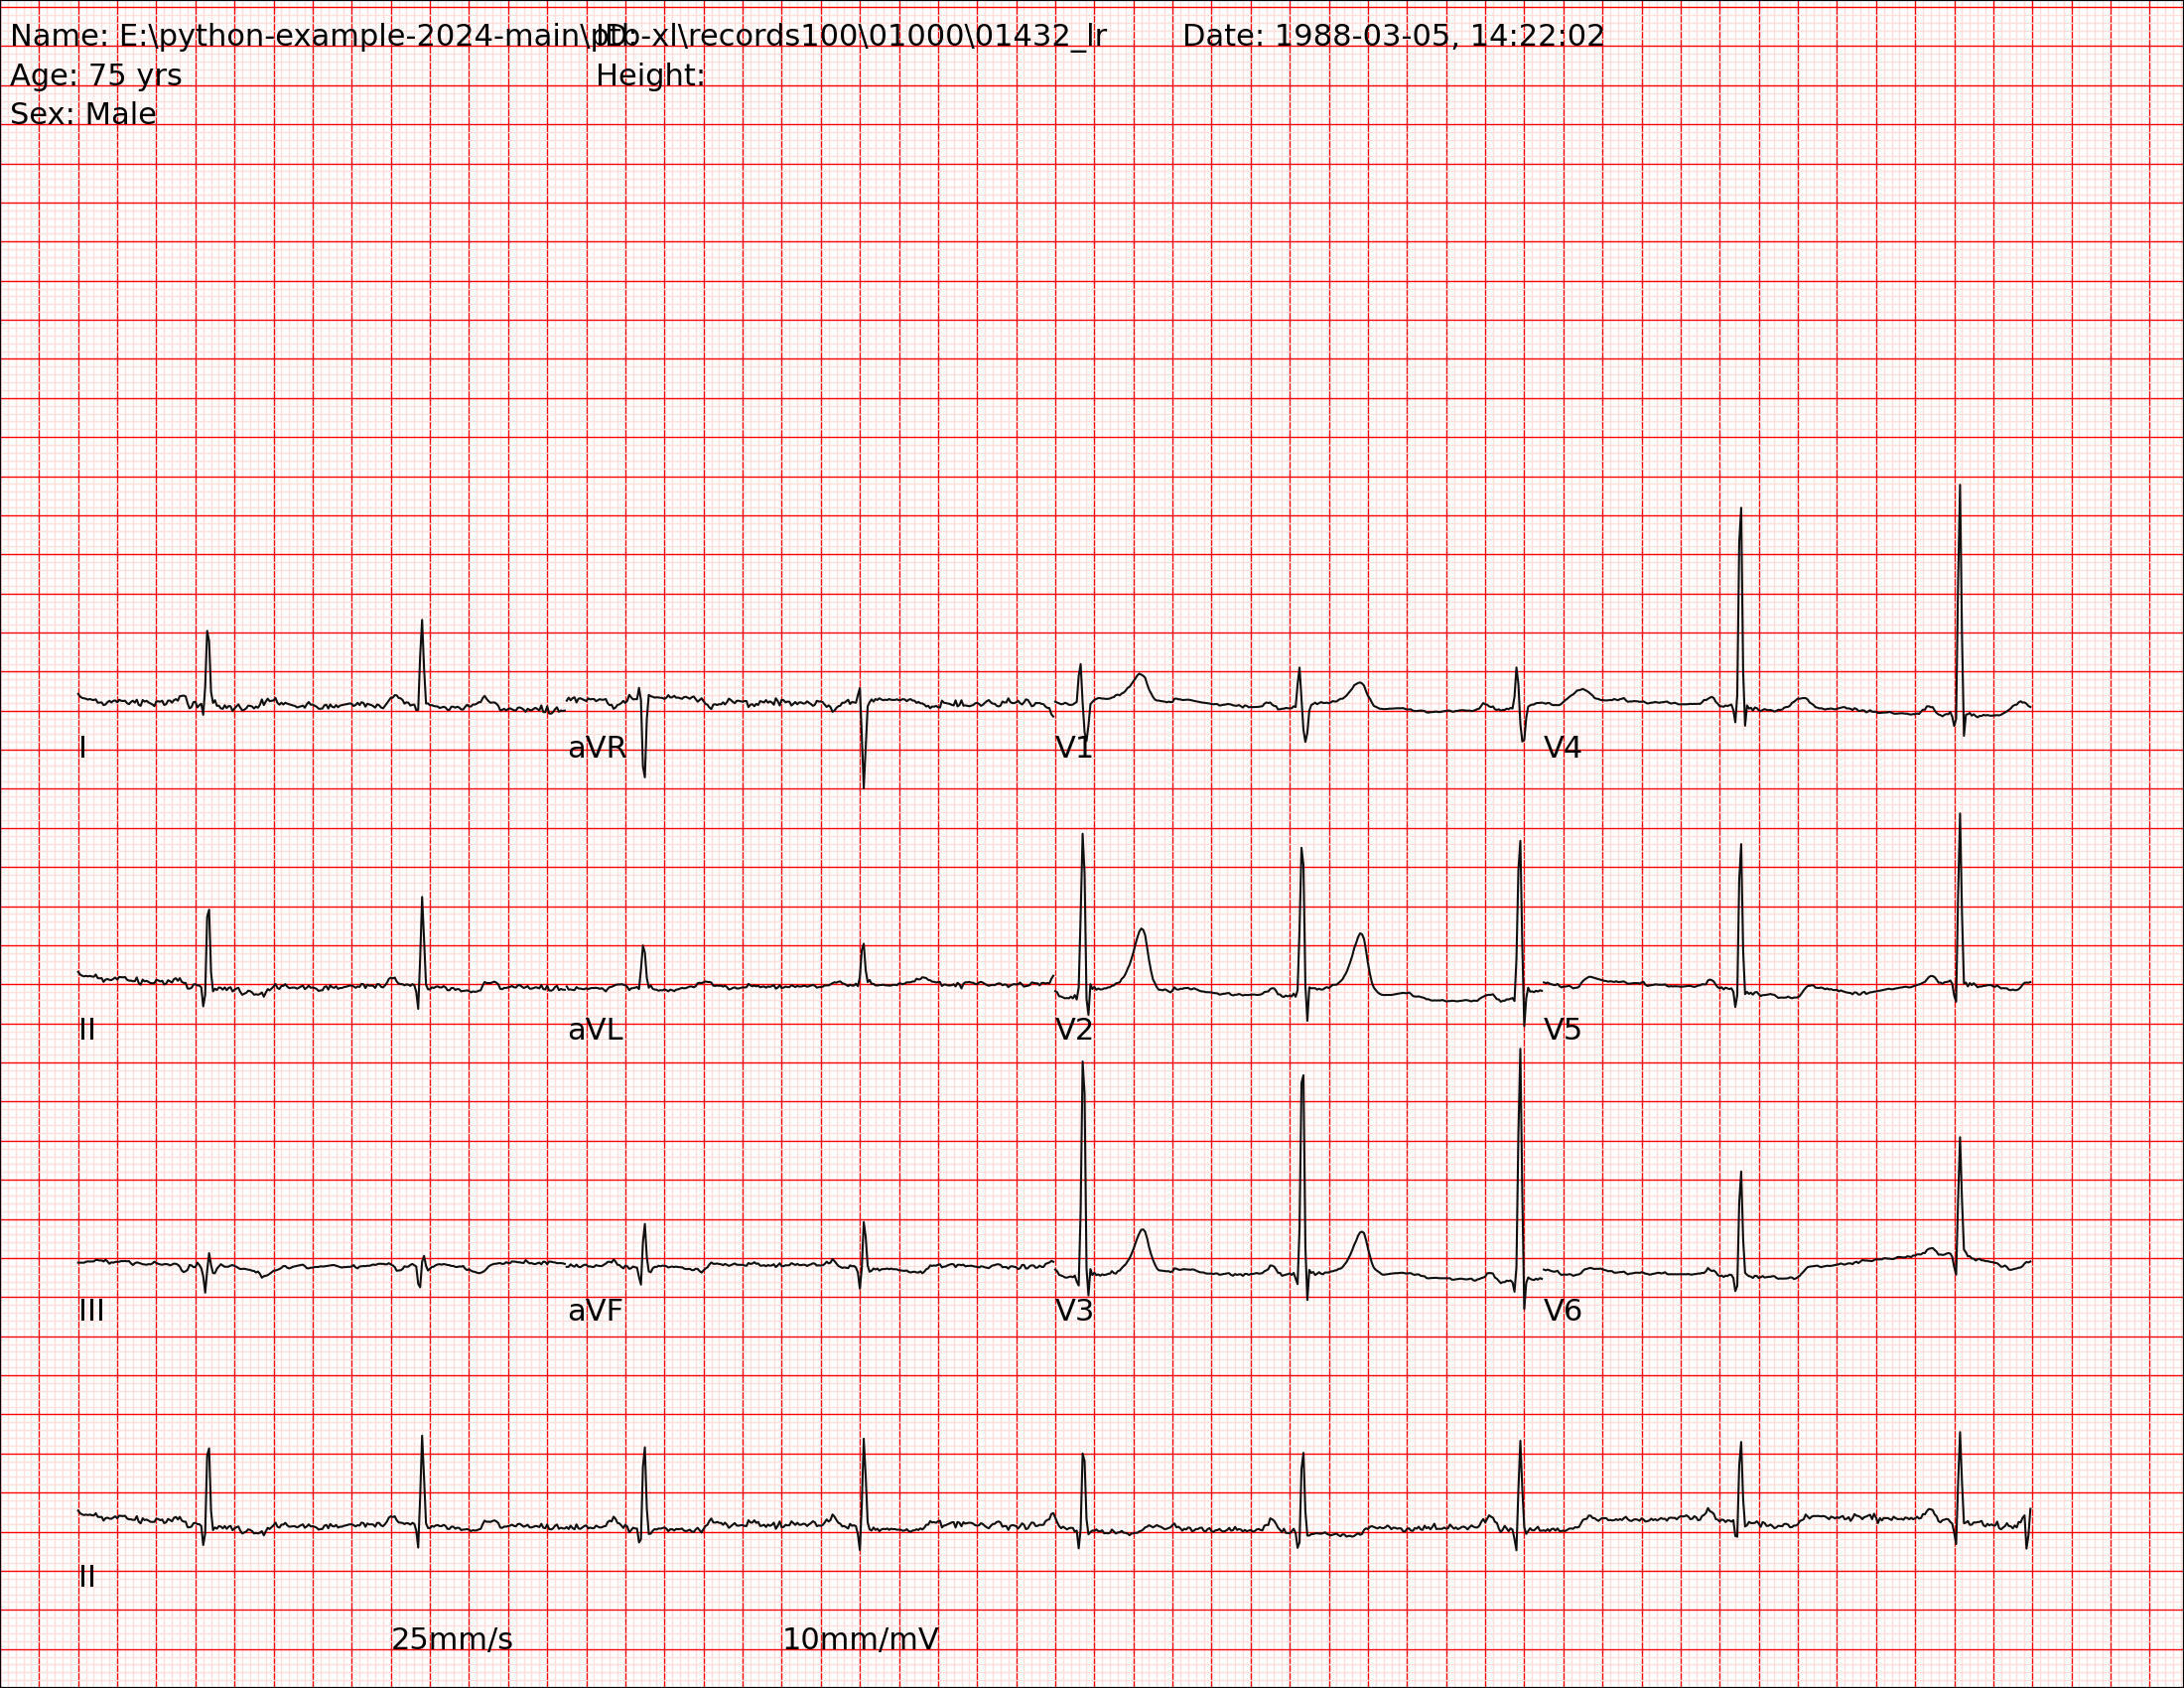 Name: E:\python-example-2024-main\ptb-xl\records100\01000\01432_lr ID: Date: 1988-03-05, 14:22:02
Age: 75 yrs Height:
Sex: Male
I aVR V1 V4
II aVL V2 V5
III aVF V3 V6
II
25mm/s 10mm/mV